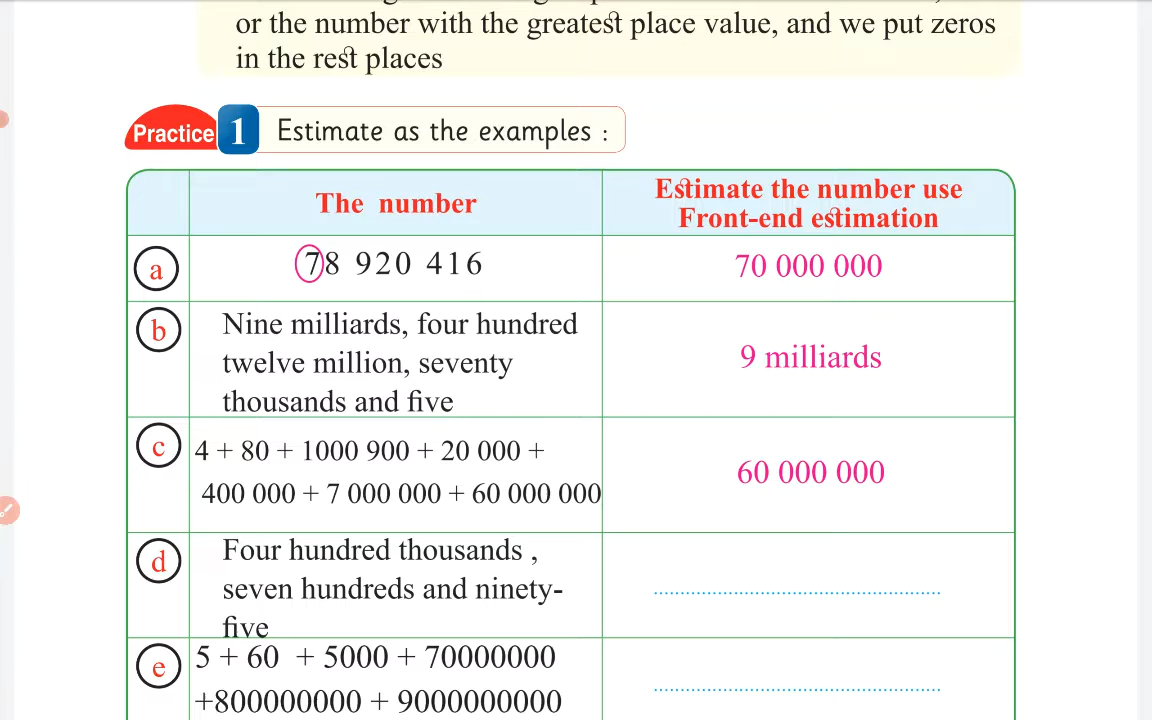 or the number with the greatest place value, and we put zeros
in the rest places
Practice 1 Estimate as the examples :
The number
Estimate the number use
Front-end estimation
a
78 920 416
70 000 000
b
Nine milliards, four hundred
twelve million, seventy
thousands and five
9 milliards
c
4 + 80 + 1000 900 + 20 000 +
400 000 + 7 000 000 + 60 000 000
60 000 000
d
Four hundred thousands ,
seven hundreds and ninety-
five
e
5 + 60 + 5000 + 70000000
+800000000 + 9000000000